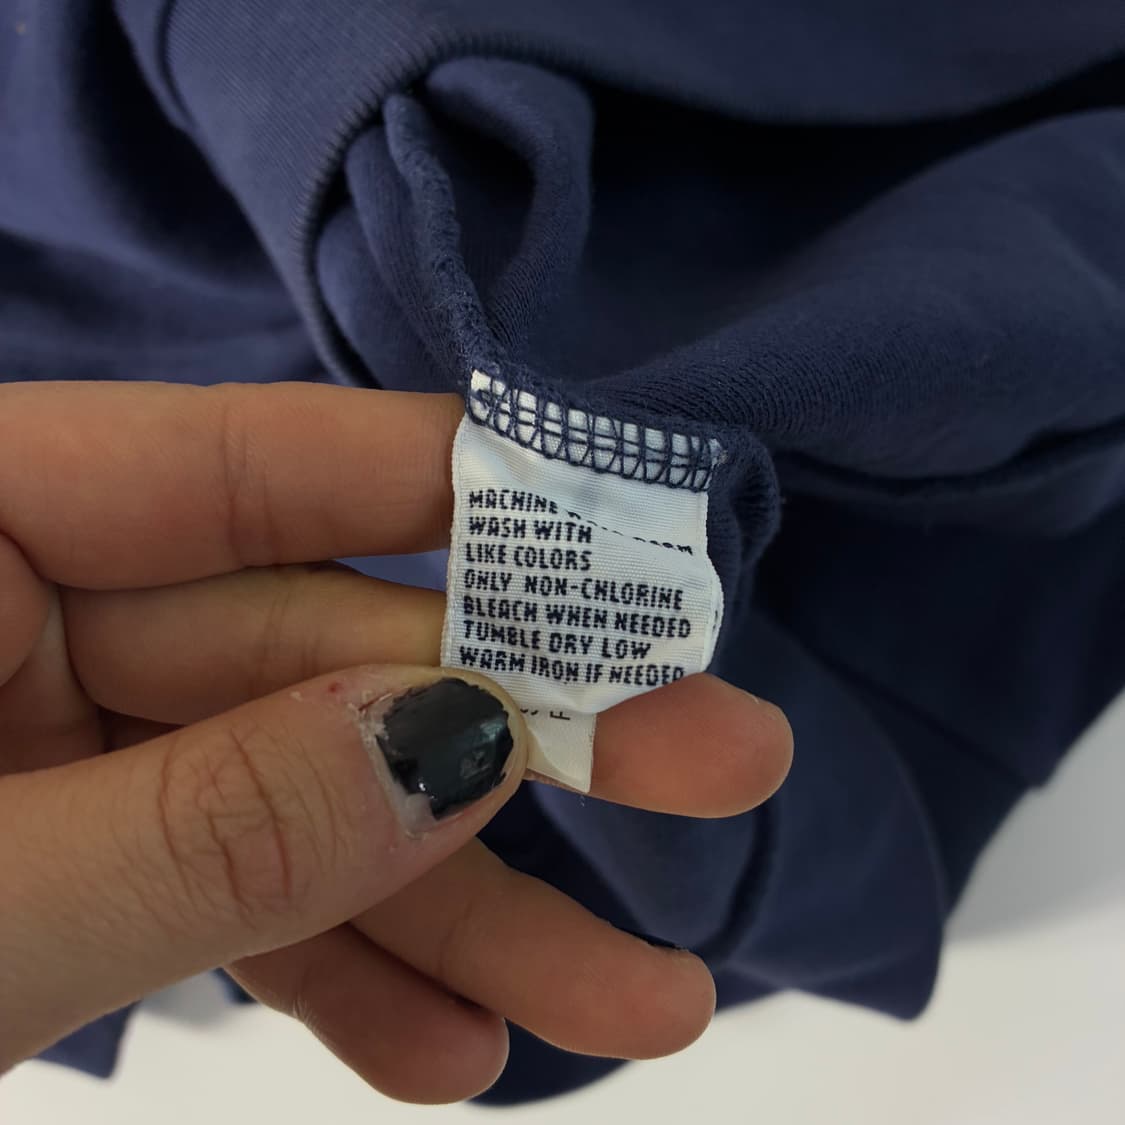 MACHINE
WASH WITH
LIKE COLORS
ONLY NON-CHLORINE
BLEACH WHEN NEEDED
TUMBLE DRY LOW
WARM IRON IF NEEDED